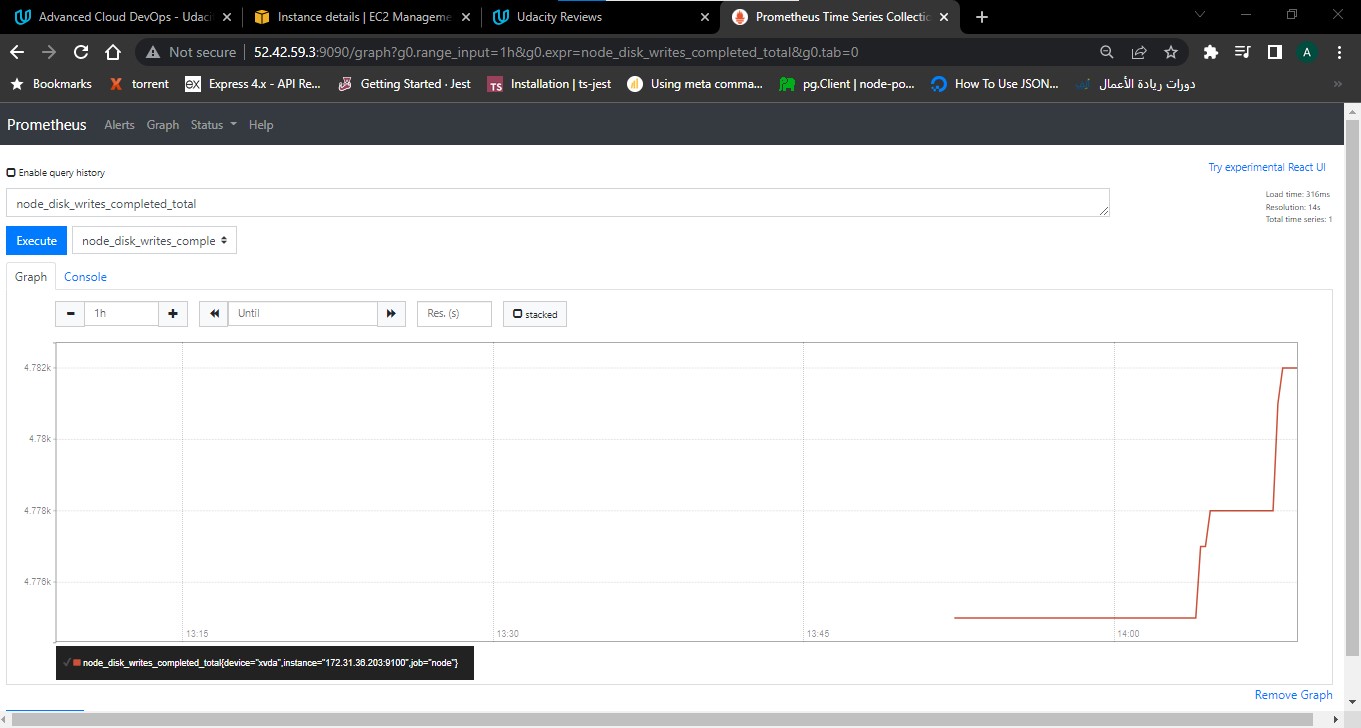 Advanced Cloud DevOps - Udaci
Instance details | EC2 Manageme
Udacity Reviews
Prometheus Time Series Collectio
Not secure
52.42.59.3:9090/graph?g0.range_input=1h&g0.expr=node_disk_writes_completed_total&g0.tab=0
A
Bookmarks
X torrent
ex Express 4.x - API Re...
Getting Started · Jest
TS Installation | ts-jest
Using meta comma...
pg.Client | node-po...
How To Use JSON...
دورات ريادة الأعمال
»
Prometheus Alerts Graph Status Help
Enable query history
Try experimental React UI
node_disk_writes_completed_total
Load time: 316ms
Resolution: 14s
Total time series: 1
Execute
node_disk_writes_comple
Graph Console
1h
Until
Res. (s)
stacked
4.782k
4.78k
4.778k
4.776k
13:15 13:30 13:45 14:00
node_disk_writes_completed_total{device="xvda",instance="172.31.36.203:9100",job="node"}
Remove Graph